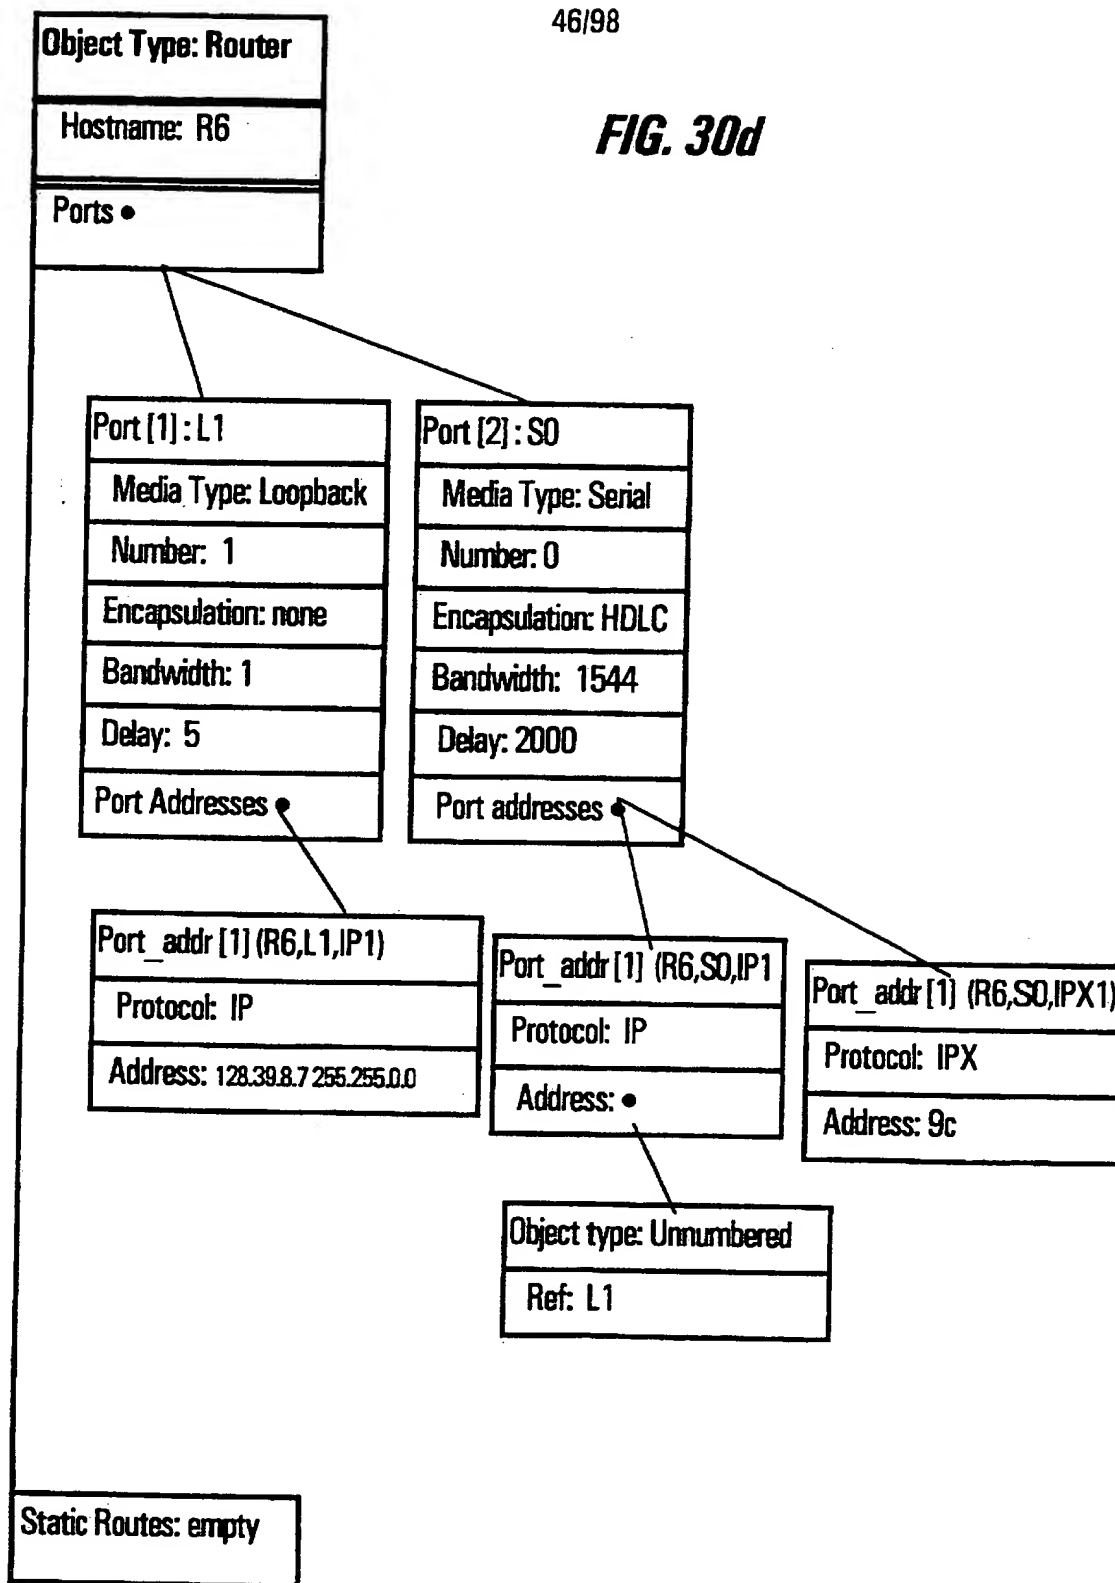 46/98
FIG. 30d
Object Type: Router
Hostname: R6
Ports •
Port [1] : L1
Media Type: Loopback
Number: 1
Encapsulation: none
Bandwidth: 1
Delay: 5
Port Addresses •
Port [2] : S0
Media Type: Serial
Number: 0
Encapsulation: HDLC
Bandwidth: 1544
Delay: 2000
Port addresses •
Port_addr [1] (R6,L1,IP1)
Protocol: IP
Address: 128.39.8.7 255.255.0.0
Port_addr [1] (R6,S0,IP1
Protocol: IP
Address: •
Port_addr [1] (R6,S0,IPX1)
Protocol: IPX
Address: 9c
Object type: Unnumbered
Ref: L1
Static Routes: empty